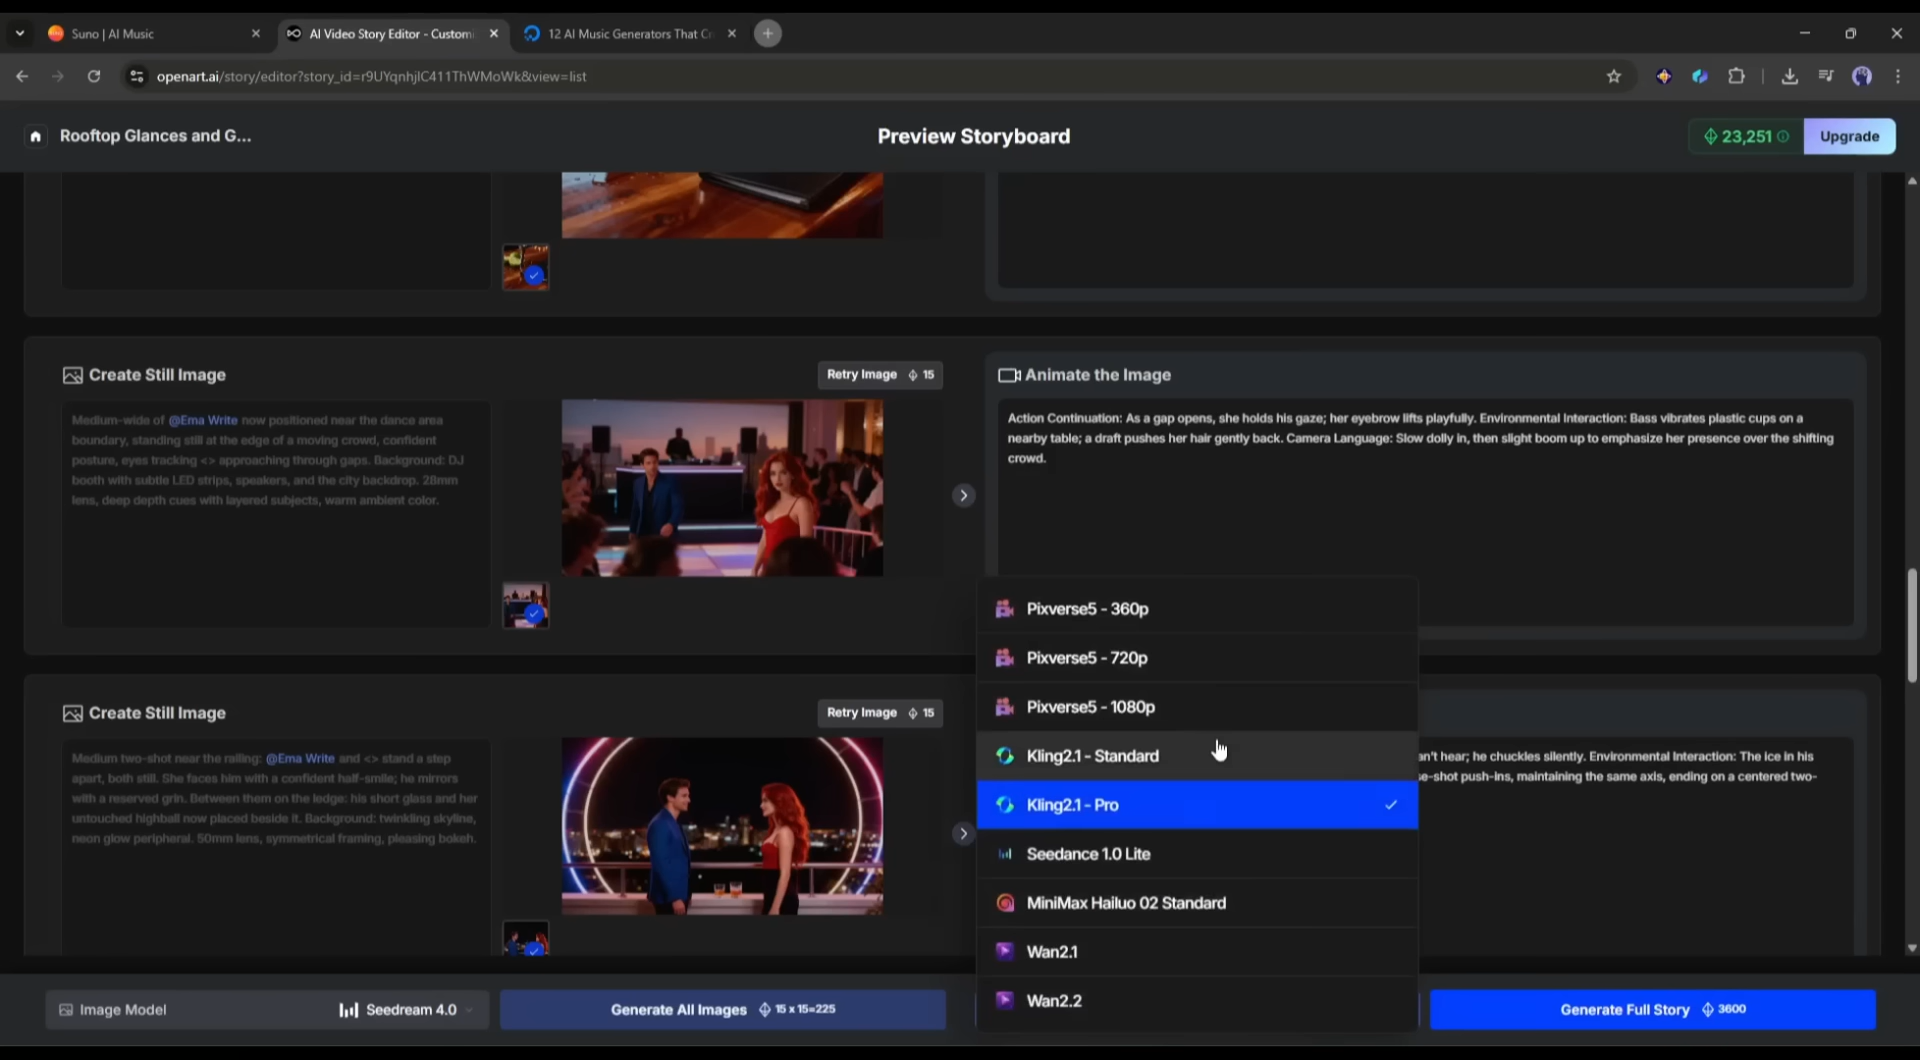 Suno | AI Music
AI Video Story Editor - Custom
12 AI Music Generators That Cr
openart.ai/story/editor?story_id=r9UYqnhjlC411ThWMoWk&view=list
Rooftop Glances and G...
Preview Storyboard
23,251
Upgrade
Create Still Image
Retry Image 15
Animate the Image
Medium-wide of @Ema Write now positioned near the dance area
boundary, standing still at the edge of a moving crowd, confident
posture, eyes tracking <> approaching through gaps. Background: DJ
booth with subtle LED strips, speakers, and the city backdrop. 28mm
lens, deep depth cues with layered subjects, warm ambient color.
Action Continuation: As a gap opens, she holds his gaze; her eyebrow lifts playfully. Environmental Interaction: Bass vibrates plastic cups on a
nearby table; a draft pushes her hair gently back. Camera Language: Slow dolly in, then slight boom up to emphasize her presence over the shifting
crowd.
Create Still Image
Retry Image 15
Medium two-shot near the railing: @Ema Write and <> stand a step
apart, both still. She faces him with a confident half-smile; he mirrors
with a reserved grin. Between them on the ledge: his short glass and her
untouched highball now placed beside it. Background: twinkling skyline,
neon glow peripheral. 50mm lens, symmetrical framing, pleasing bokeh.
an't hear; he chuckles silently. Environmental Interaction: The ice in his
e-shot push-ins, maintaining the same axis, ending on a centered two-
Pixverse5 - 360p
Pixverse5 - 720p
Pixverse5 - 1080p
Kling2.1 - Standard
Kling2.1 - Pro
Seedance 1.0 Lite
MiniMax Hailuo 02 Standard
Wan2.1
Wan2.2
Image Model
Seedream 4.0
Generate All Images 15 x 15=225
Generate Full Story 3600